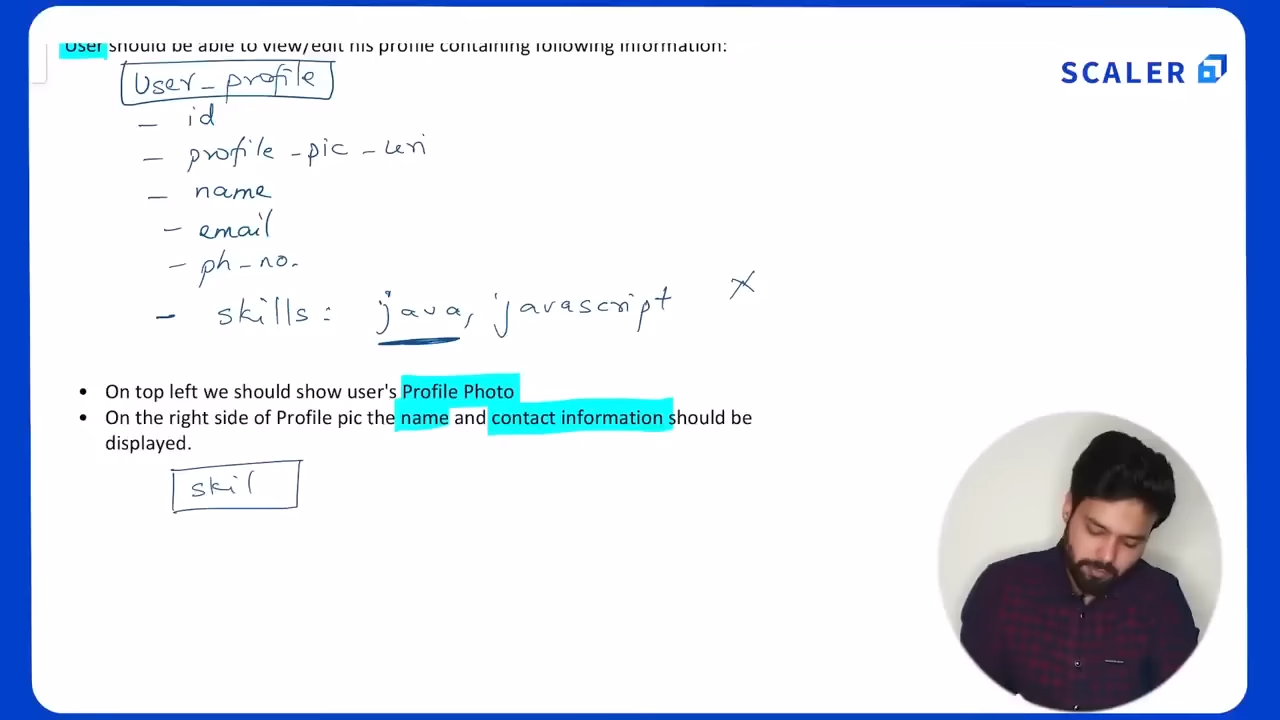 User should be able to view/edit his profile containing following information:
SCALER
User_profile
- id
- profile-pic-uri
- name
- email
- ph-no.
- skills: java, javascript x
• On top left we should show user's Profile Photo
• On the right side of Profile pic the name and contact information should be
displayed.
skil